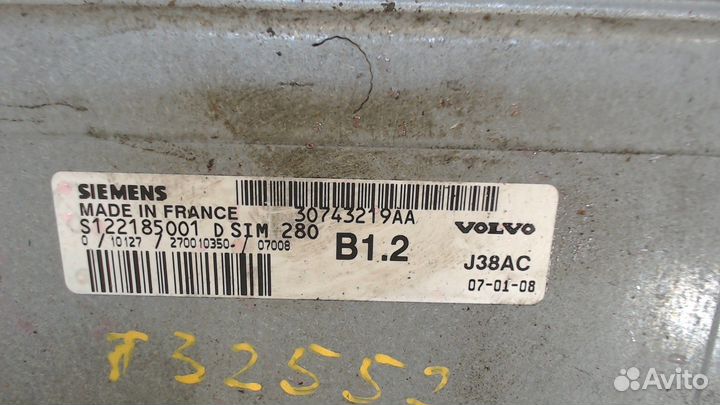 SIEMENS
MADE IN FRANCE 30743219AA
S122185001 D SIM 280
0 / 10127 / 270010350- / 07008
B1.2
VOLVO
J38AC
07-01-08
T32552
Avito